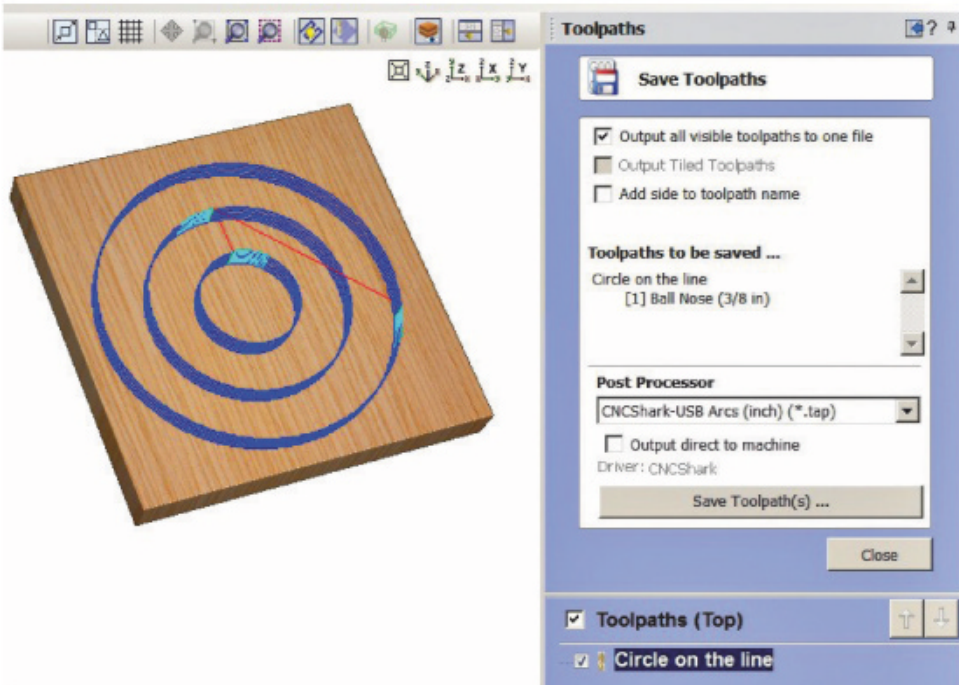 Toolpaths
Save Toolpaths
Output all visible toolpaths to one file
Output Tiled Toolpaths
Add side to toolpath name
Toolpaths to be saved ...
Circle on the line
[1] Ball Nose (3/8 in)
Post Processor
CNCShark-USB Arcs (inch) (*.tap)
Output direct to machine
Driver: CNCShark
Save Toolpath(s) ...
Close
Toolpaths (Top)
Circle on the line